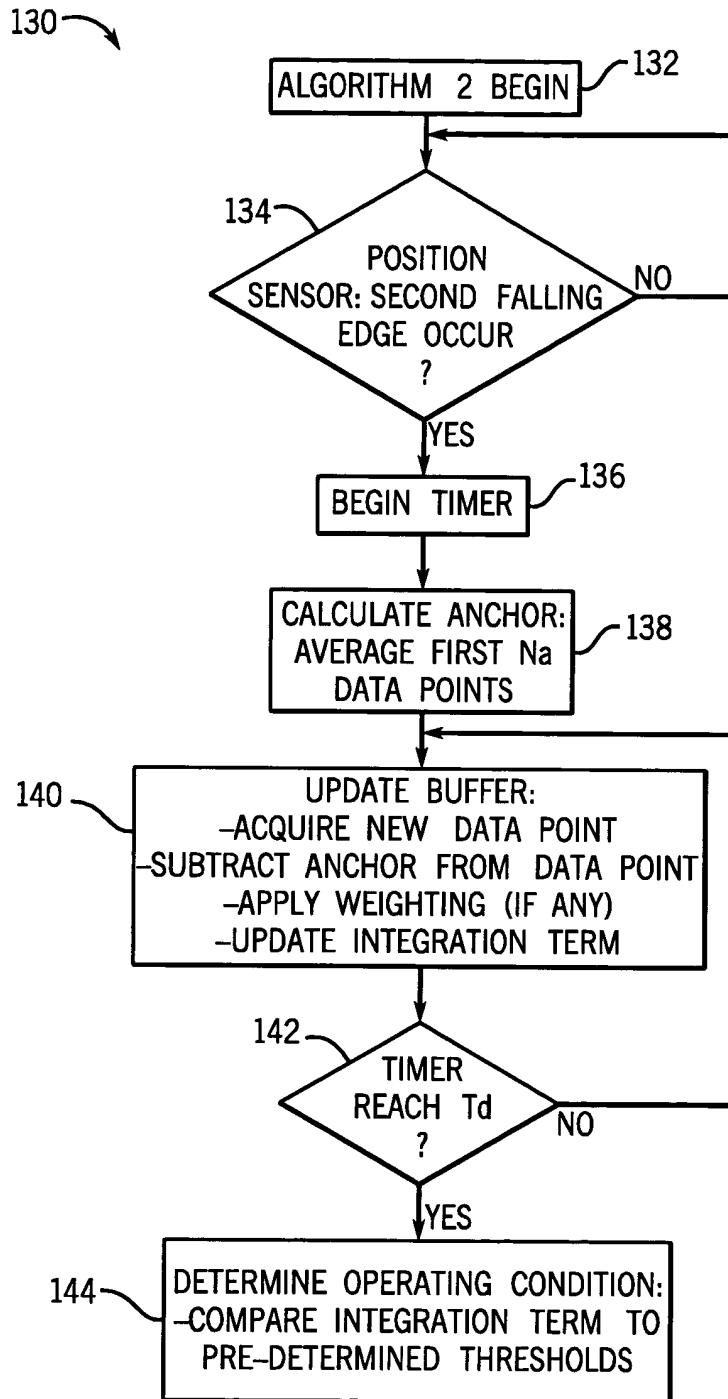 130
ALGORITHM 2 BEGIN
132
134
POSITION
SENSOR: SECOND FALLING
EDGE OCCUR
?
NO
YES
BEGIN TIMER
136
CALCULATE ANCHOR:
AVERAGE FIRST Na
DATA POINTS
138
140
UPDATE BUFFER:
-ACQUIRE NEW DATA POINT
-SUBTRACT ANCHOR FROM DATA POINT
-APPLY WEIGHTING (IF ANY)
-UPDATE INTEGRATION TERM
142
TIMER
REACH Td
?
NO
YES
144
DETERMINE OPERATING CONDITION:
-COMPARE INTEGRATION TERM TO
PRE-DETERMINED THRESHOLDS